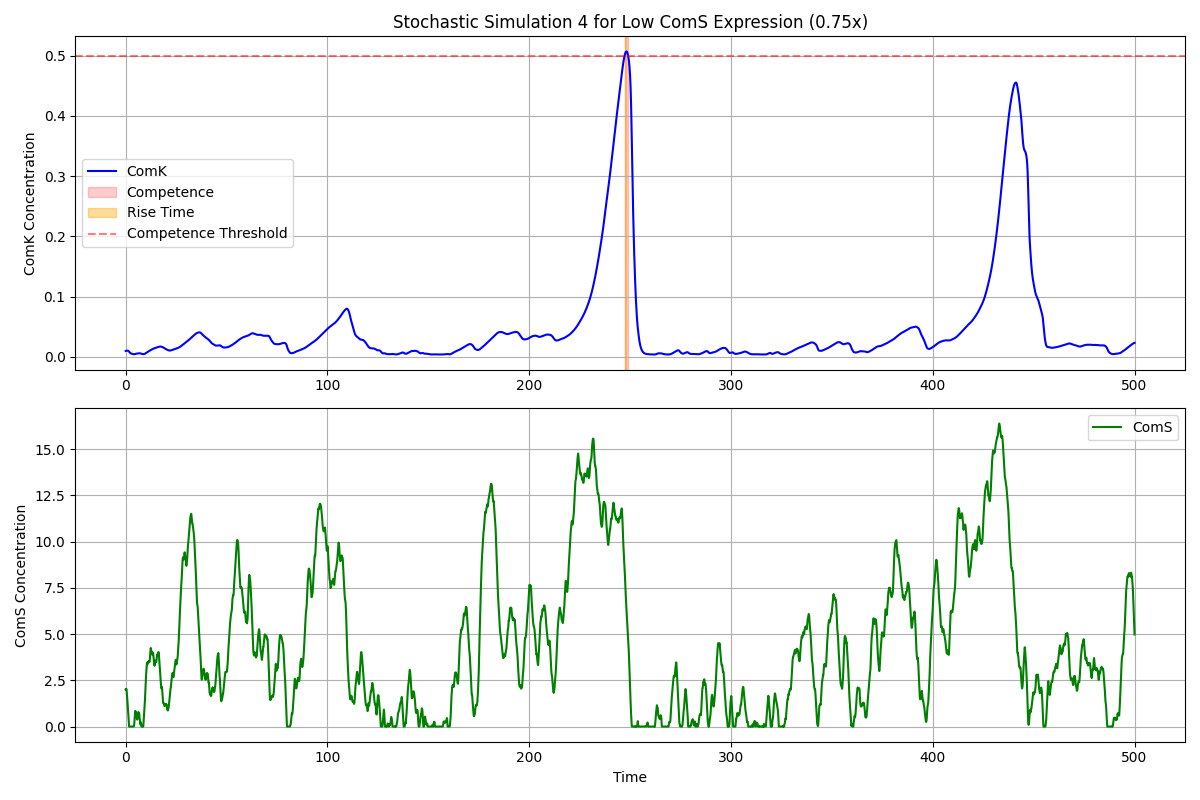 Stochastic Simulation 4 for Low ComS Expression (0.75x)
ComK Concentration
0.5
0.4
0.3
0.2
0.1
0.0
ComK
Competence
Rise Time
Competence Threshold
0 100 200 300 400 500
ComS Concentration
15.0
12.5
10.0
7.5
5.0
2.5
0.0
ComS
0 100 200 300 400 500
Time